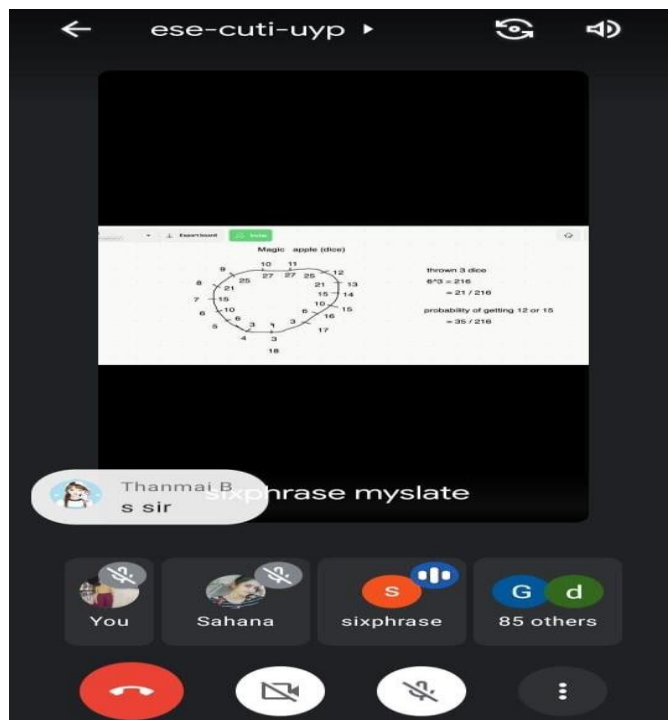 ese-cuti-uyp
Export board
Magic apple (dice)
10 11
9 12
27 27
25 25
8 13
21 21
7 14
15 15
6 15
10 10
16
6 6
5 17
3 1 3
4 3
18
thrown 3 dice
6^3 = 216
= 21 / 216
probability of getting 12 or 15
= 35 / 216
Thanmai B
s sir
sixphrase myslate
s G d
You Sahana sixphrase 85 others